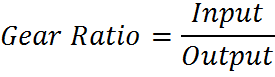 Gear Ratio = Input / Output